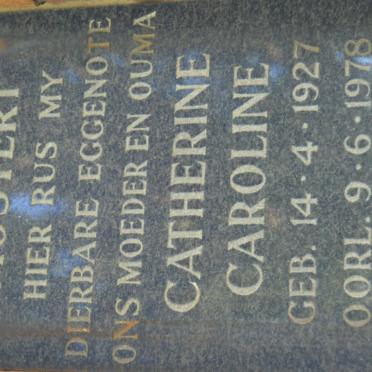 HIER RUS MY
DIERBARE EGGENOTE
ONS MOEDER EN OUMA
CATHERINE
CAROLINE
GEB. 14·4·1927
OORL. 9·6·1978